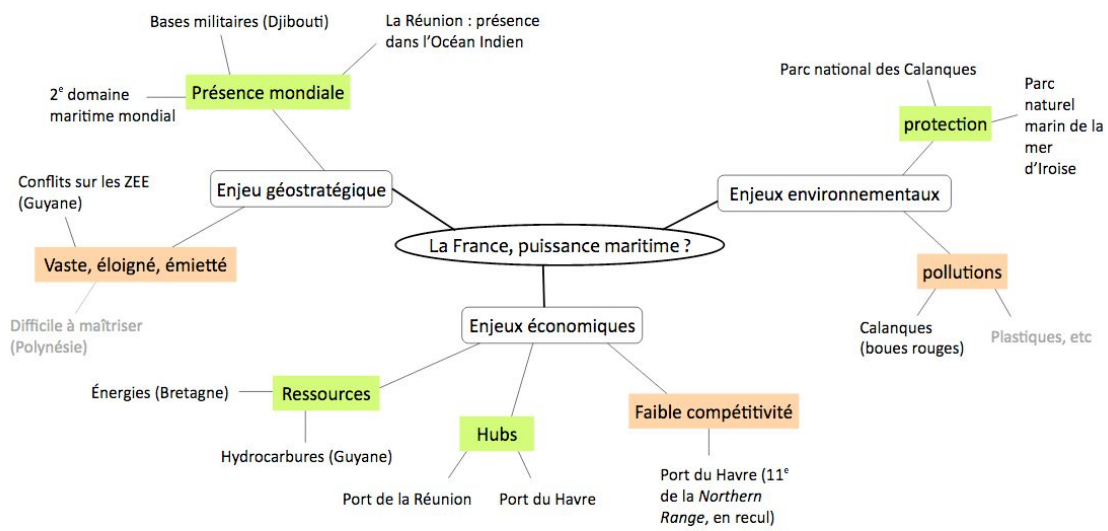 Bases militaires (Djibouti)
La Réunion : présence
dans l'Océan Indien
Présence mondiale
2e domaine
maritime mondial
Enjeu géostratégique
Conflits sur les ZEE
(Guyane)
Vaste, éloigné, émietté
Difficile à maîtriser
(Polynésie)
La France, puissance maritime ?
Parc national des Calanques
Parc
naturel
marin de la
mer
d'Iroise
protection
Enjeux environnementaux
pollutions
Calanques
(boues rouges)
Plastiques, etc
Enjeux économiques
Ressources
Énergies (Bretagne)
Hydrocarbures (Guyane)
Hubs
Port de la Réunion
Port du Havre
Faible compétitivité
Port du Havre (11e
de la Northern
Range, en recul)